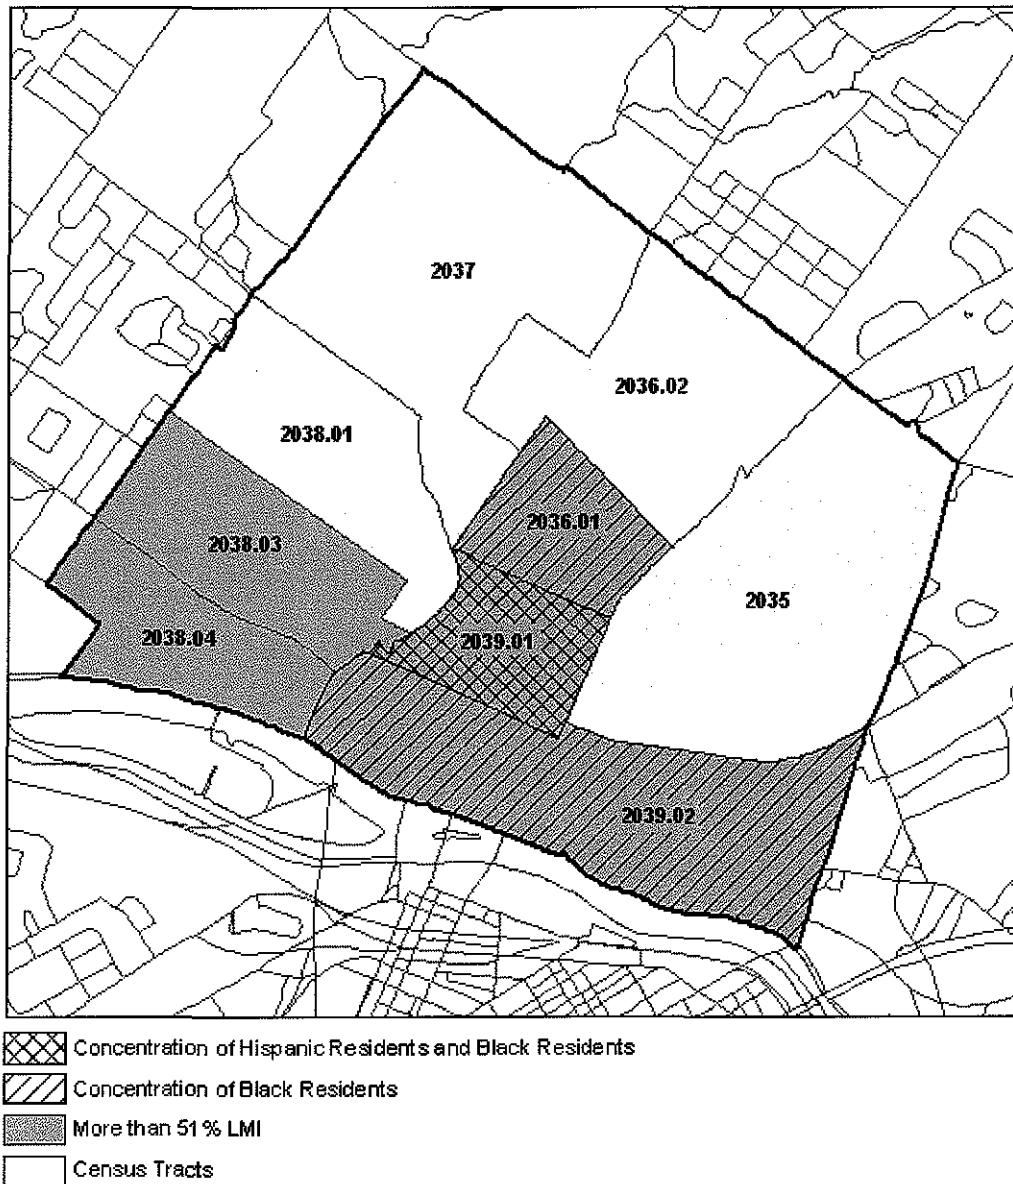 2037
2036.02
2038.01
2036.01
2038.03
2035
2038.04
2039.01
2039.02
Concentration of Hispanic Residents and Black Residents
Concentration of Black Residents
More than 51% LMI
Census Tracts